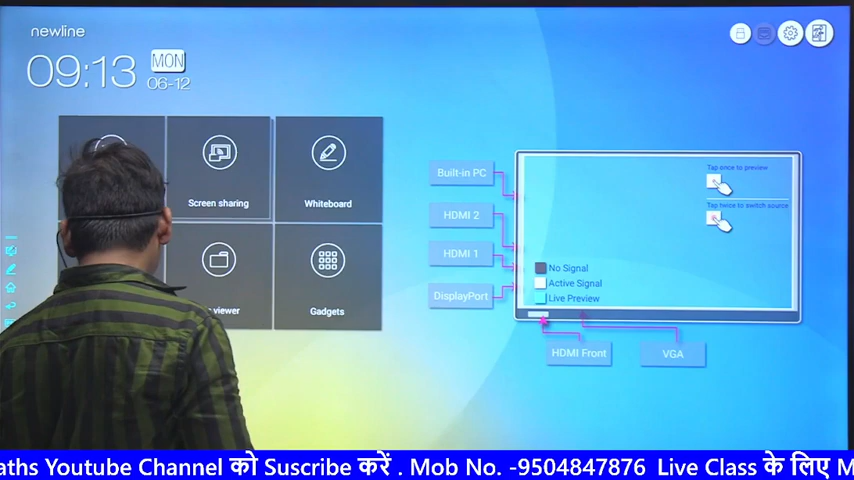 newline
09:13
MON
06-12
Screen sharing
Whiteboard
viewer
Gadgets
Built-in PC
HDMI 2
HDMI 1
DisplayPort
Tap once to preview
Tap twice to switch source
No Signal
Active Signal
Live Preview
HDMI Front
VGA
aths Youtube Channel को Suscribe करें . Mob No. -9504847876 Live Class के लिए M